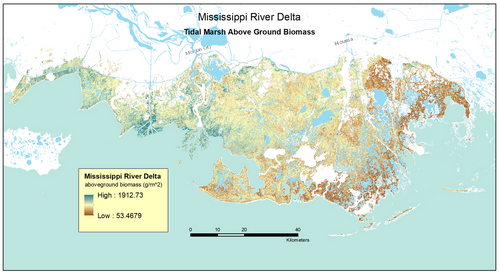 Mississippi River Delta
Tidal Marsh Above Ground Biomass
Morgan City
Houma
Mississippi River Delta
aboveground biomass (g/m^2)
High : 1912.73
Low : 53.4679
0 10 20 40
Kilometers